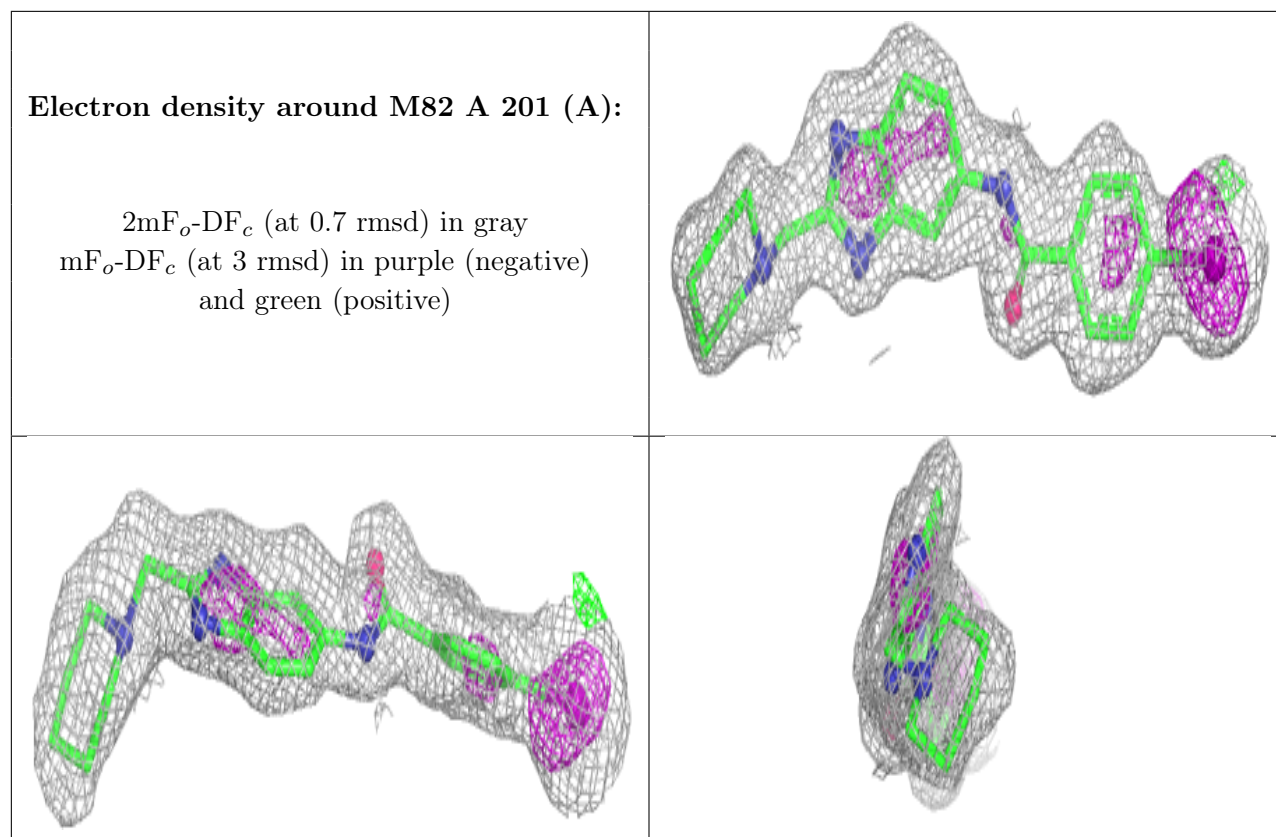 Electron density around M82 A 201 (A):
2mFo-DFc (at 0.7 rmsd) in gray
mFo-DFc (at 3 rmsd) in purple (negative)
and green (positive)